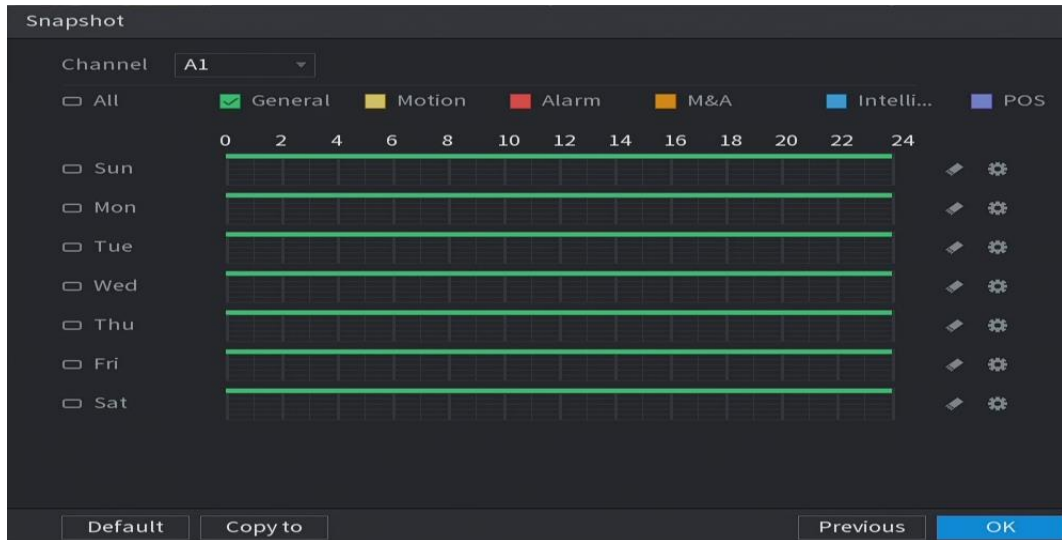 Snapshot
Channel A1
All General Motion Alarm M&A Intelli... POS
0 2 4 6 8 10 12 14 16 18 20 22 24
Sun
Mon
Tue
Wed
Thu
Fri
Sat
Default Copy to Previous OK